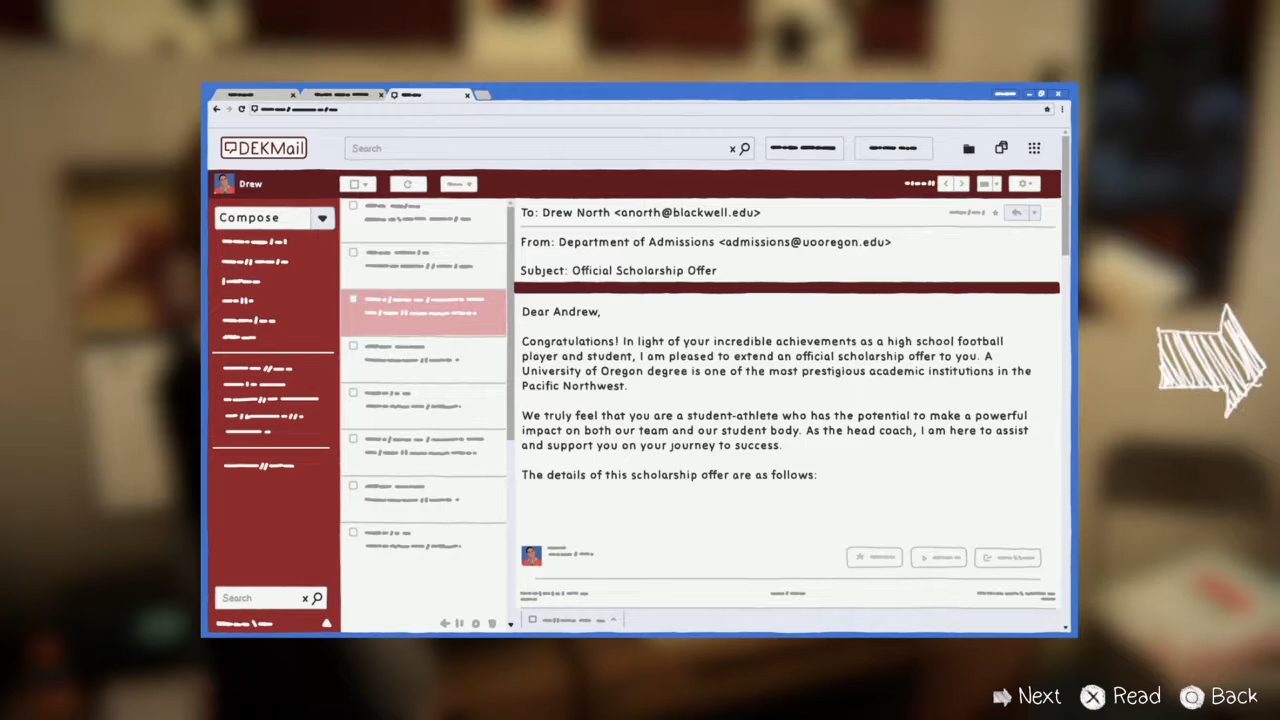 DEKMail
Search
Drew
Compose
To: Drew North <anorth@blackwell.edu>
From: Department of Admissions <admissions@uooregon.edu>
Subject: Official Scholarship Offer
Dear Andrew,
Congratulations! In light of your incredible achievements as a high school football
player and student, I am pleased to extend an official scholarship offer to you. A
University of Oregon degree is one of the most prestigious academic institutions in the
Pacific Northwest.
We truly feel that you are a student-athlete who has the potential to make a powerful
impact on both our team and our student body. As the head coach, I am here to assist
and support you on your journey to success.
The details of this scholarship offer are as follows:
Search
Next Read Back